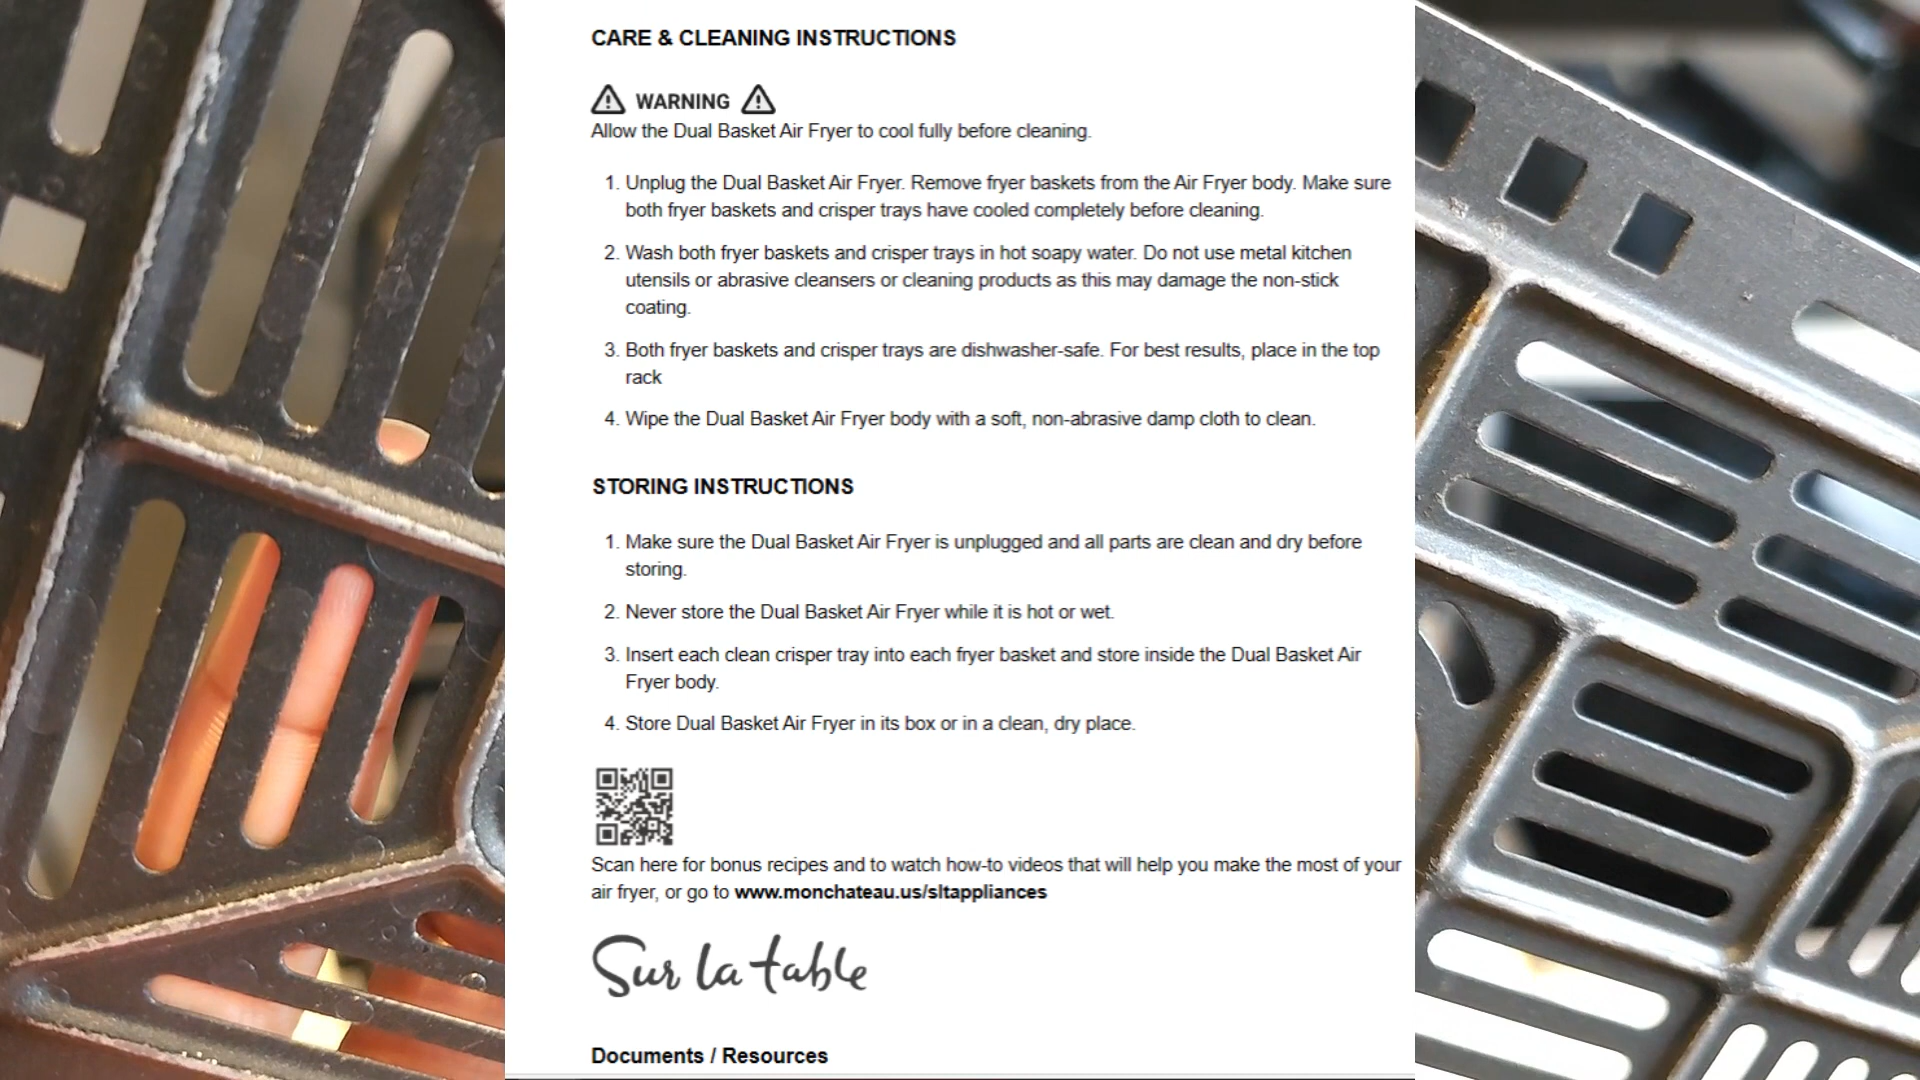 CARE & CLEANING INSTRUCTIONS
WARNING
Allow the Dual Basket Air Fryer to cool fully before cleaning.
1. Unplug the Dual Basket Air Fryer. Remove fryer baskets from the Air Fryer body. Make sure
both fryer baskets and crisper trays have cooled completely before cleaning.
2. Wash both fryer baskets and crisper trays in hot soapy water. Do not use metal kitchen
utensils or abrasive cleansers or cleaning products as this may damage the non-stick
coating.
3. Both fryer baskets and crisper trays are dishwasher-safe. For best results, place in the top
rack
4. Wipe the Dual Basket Air Fryer body with a soft, non-abrasive damp cloth to clean.
STORING INSTRUCTIONS
1. Make sure the Dual Basket Air Fryer is unplugged and all parts are clean and dry before
storing.
2. Never store the Dual Basket Air Fryer while it is hot or wet.
3. Insert each clean crisper tray into each fryer basket and store inside the Dual Basket Air
Fryer body.
4. Store Dual Basket Air Fryer in its box or in a clean, dry place.
Scan here for bonus recipes and to watch how-to videos that will help you make the most of your
air fryer, or go to www.monchateau.us/sltappliances
Sur la table
Documents / Resources